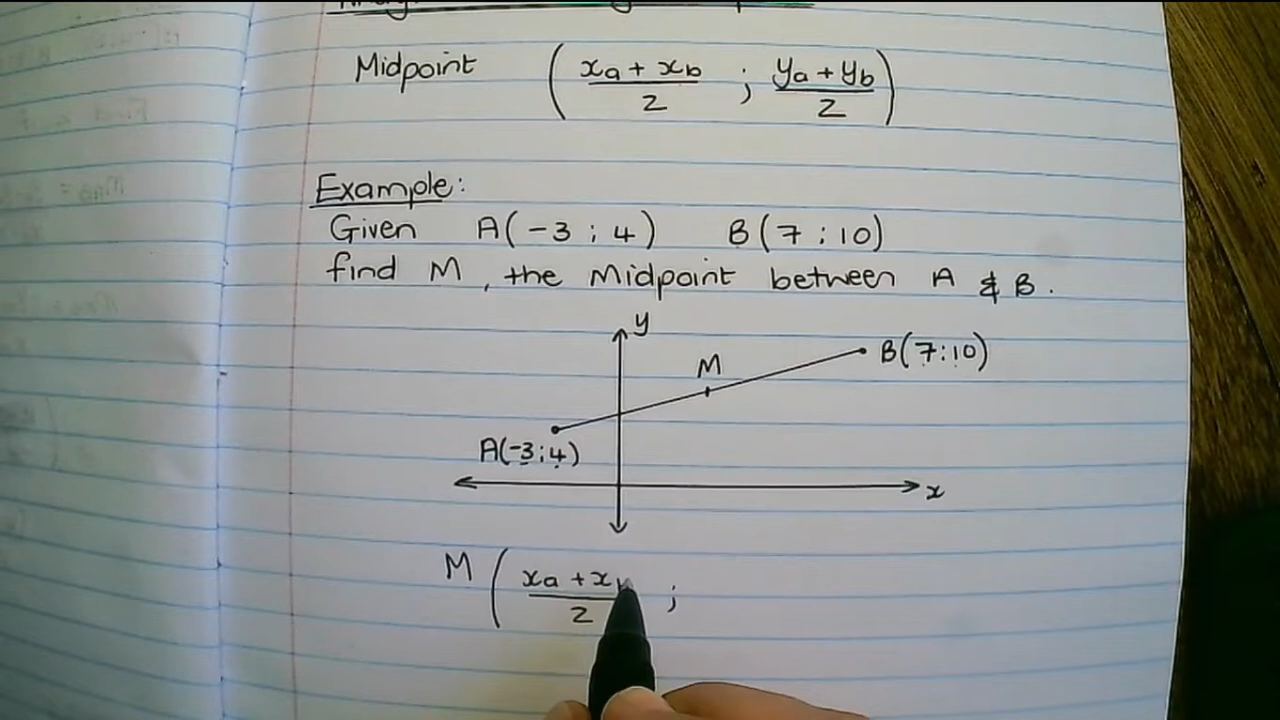 Midpoint ( xa + xb / 2 ; ya + yb / 2 )
Example:
Given A(-3 ; 4) B(7 ; 10)
find M, the Midpoint between A & B.
y
M
B(7;10)
A(-3;4)
x
M ( xa + x / 2 ;